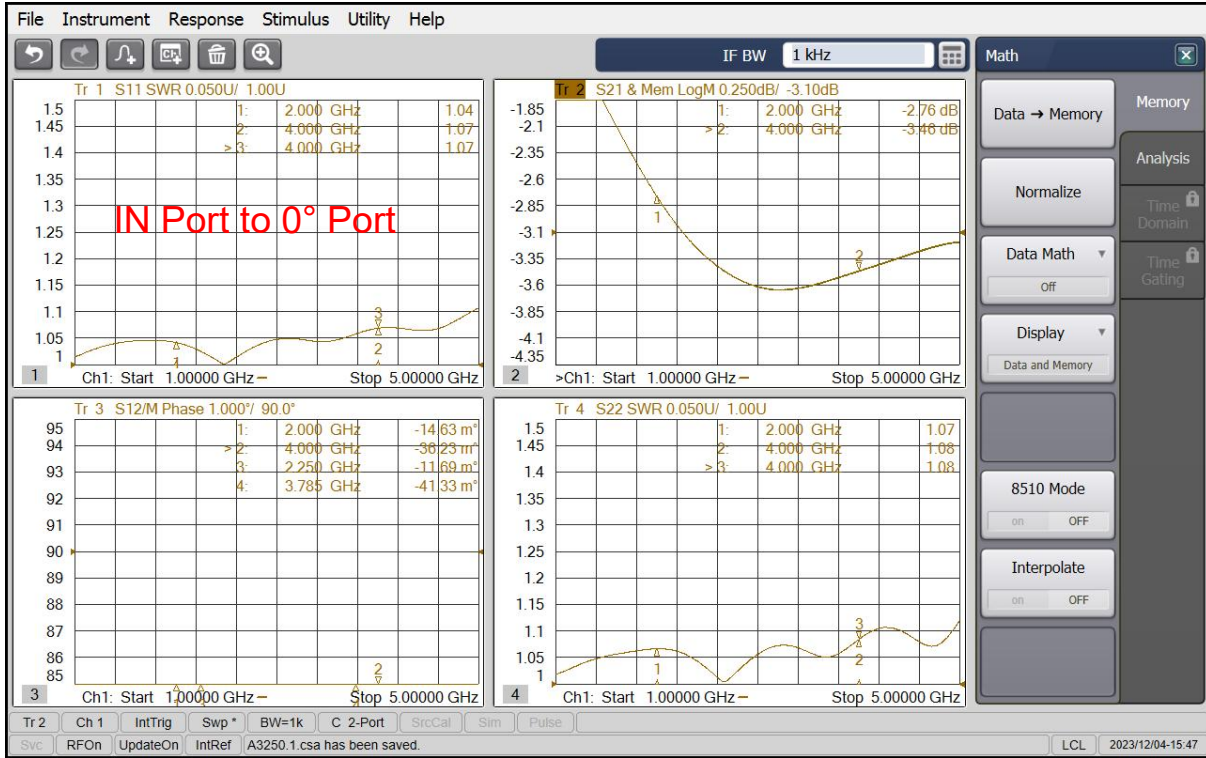 File Instrument Response Stimulus Utility Help
IF BW 1 kHz
Math
Tr 1 S11 SWR 0.050U/ 1.00U
1.5
1.45
1.4
1.35
1.3
1.25
1.2
1.15
1.1
1.05
1
1: 2.000 GHz 1.04
2: 4.000 GHz 1.07
> 3: 4.000 GHz 1.07
IN Port to 0° Port
3
1
2
1 Ch1: Start 1.00000 GHz Stop 5.00000 GHz
Tr 2 S21 & Mem LogM 0.250dB/ -3.10dB
-1.85
-2.1
-2.35
-2.6
-2.85
-3.1
-3.35
-3.6
-3.85
-4.1
-4.35
1: 2.000 GHz -2.76 dB
> 2: 4.000 GHz -3.46 dB
1
2
2 >Ch1: Start 1.00000 GHz Stop 5.00000 GHz
Tr 3 S12/M Phase 1.000°/ 90.0°
95
94
93
92
91
90
89
88
87
86
85
1: 2.000 GHz -14.63 m°
> 2: 4.000 GHz -36.23 m°
3: 2.250 GHz -11.69 m°
4: 3.785 GHz -41.33 m°
2
3 Ch1: Start 1.00000 GHz Stop 5.00000 GHz
Tr 4 S22 SWR 0.050U/ 1.00U
1.5
1.45
1.4
1.35
1.3
1.25
1.2
1.15
1.1
1.05
1
1: 2.000 GHz 1.07
2: 4.000 GHz 1.08
> 3: 4.000 GHz 1.08
3
1
2
4 Ch1: Start 1.00000 GHz Stop 5.00000 GHz
Data → Memory
Normalize
Data Math
Off
Display
Data and Memory
8510 Mode
on OFF
Interpolate
on OFF
Memory
Analysis
Time
Domain
Time
Gating
Tr 2 Ch 1 IntTrig Swp * BW=1k C 2-Port SrcCal Sim Pulse
Svc RFOn UpdateOn IntRef A3250.1.csa has been saved. LCL 2023/12/04-15:47